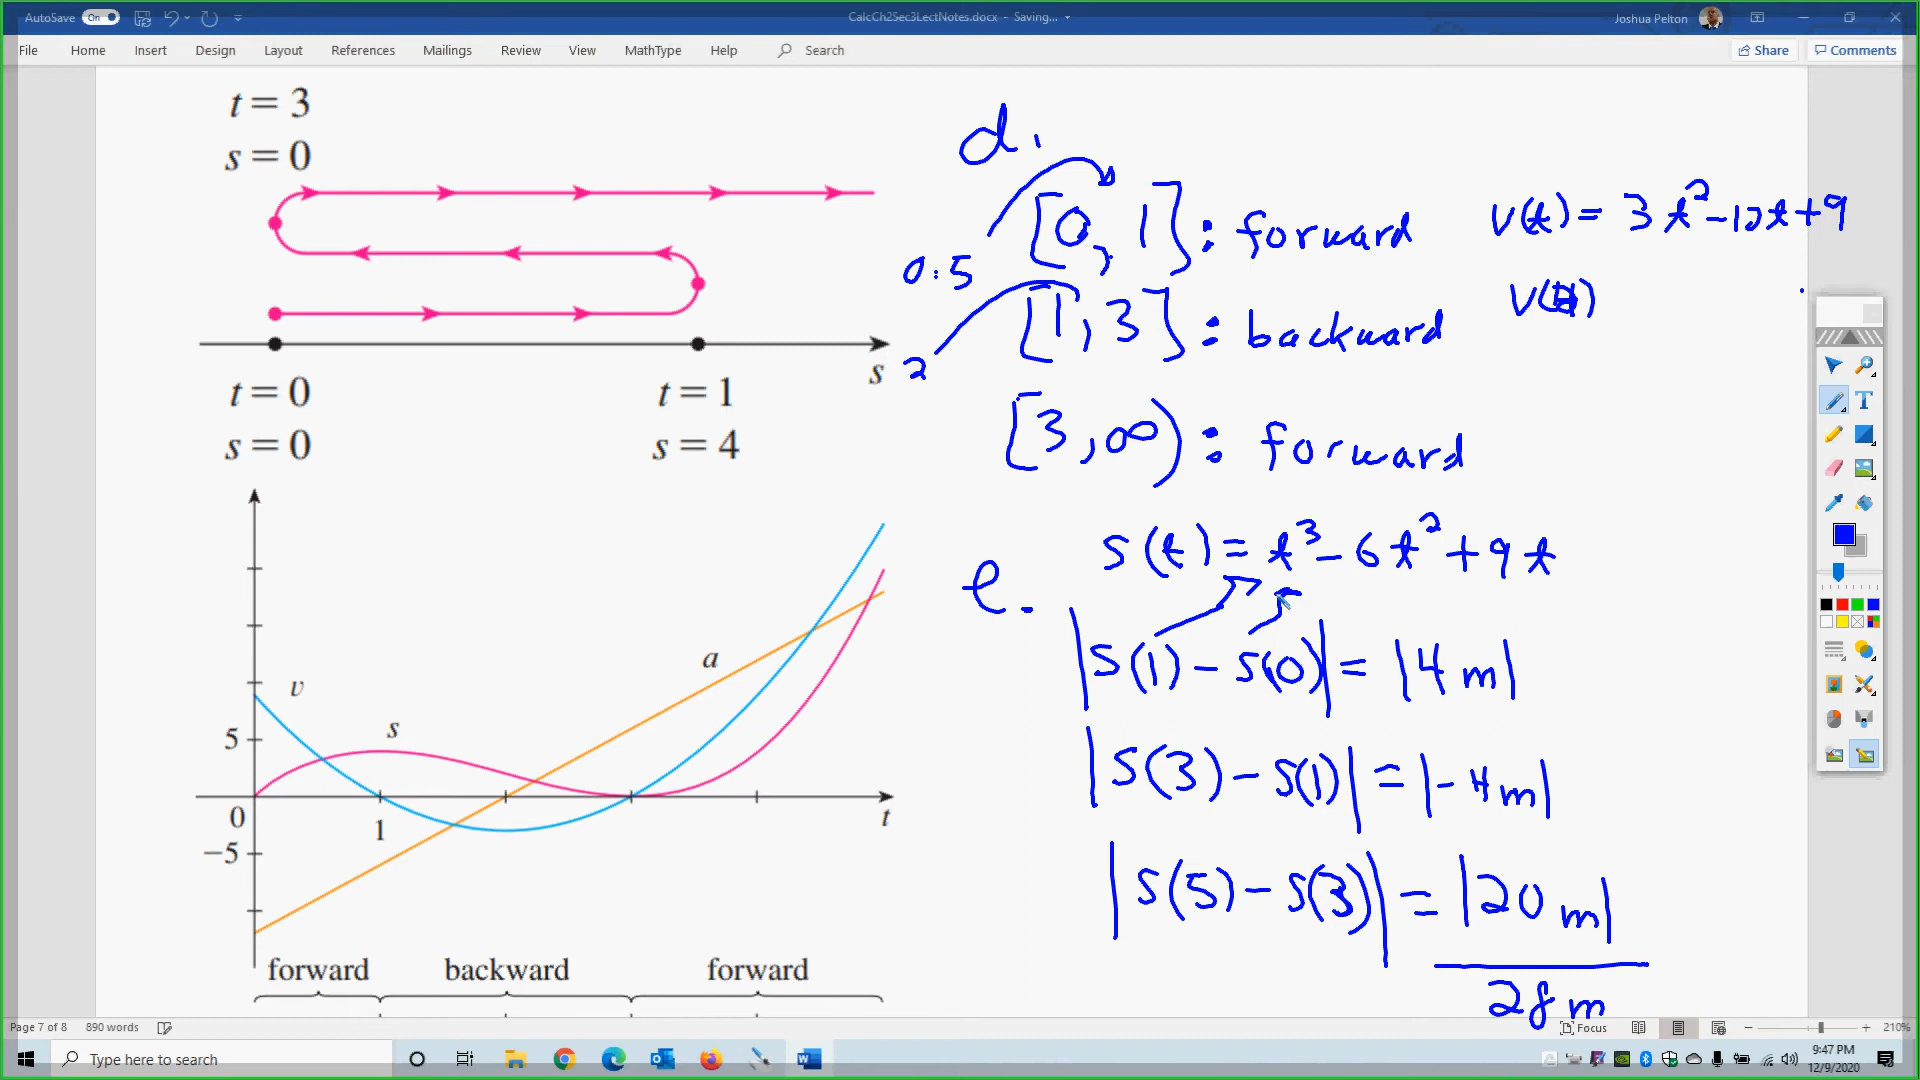 AutoSave On
CalcCh2Sec3LectNotes.docx - Saving...
Joshua Pelton
File Home Insert Design Layout References Mailings Review View MathType Help Search
Share Comments
t = 3
s = 0
t = 0
s = 0
t = 1
s = 4
s
v
s
a
5
0
1
-5
t
forward backward forward
d.
[0, 1] : forward
v(t) = 3t² - 12t + 9
0.5
[1, 3] : backward
2
[3, ∞) : forward
e.
s(t) = t³ - 6t² + 9t
|s(1) - s(0)| = |4 m|
|s(3) - s(1)| = |-4 m|
|s(5) - s(3)| = |20 m|
28 m
Page 7 of 8 890 words
Focus
210%
Type here to search
9:47 PM
12/9/2020